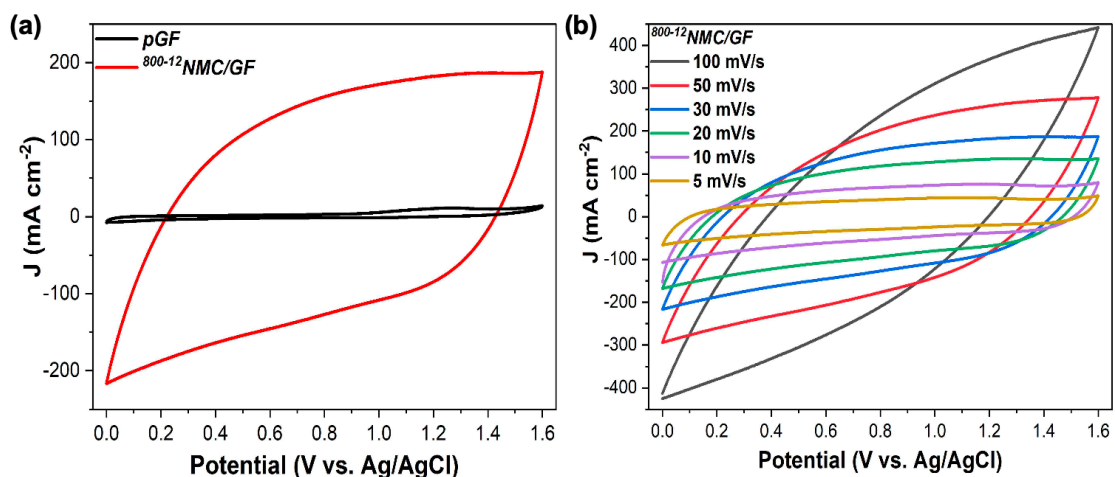 (a)
pGF
800-12NMC/GF
200
100
0
-100
-200
J (mA cm-2)
0.0 0.2 0.4 0.6 0.8 1.0 1.2 1.4 1.6
Potential (V vs. Ag/AgCl)
(b)
800-12NMC/GF
100 mV/s
50 mV/s
30 mV/s
20 mV/s
10 mV/s
5 mV/s
400
300
200
100
0
-100
-200
-300
-400
J (mA cm-2)
0.0 0.2 0.4 0.6 0.8 1.0 1.2 1.4 1.6
Potential (V vs. Ag/AgCl)